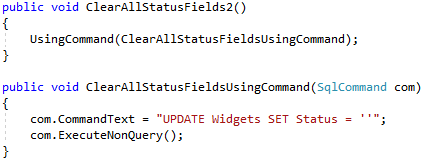 public void ClearAllStatusFields2()
{
    UsingCommand(ClearAllStatusFieldsUsingCommand);
}
public void ClearAllStatusFieldsUsingCommand(SqlCommand com)
{
    com.CommandText = "UPDATE Widgets SET Status = ''";
    com.ExecuteNonQuery();
}